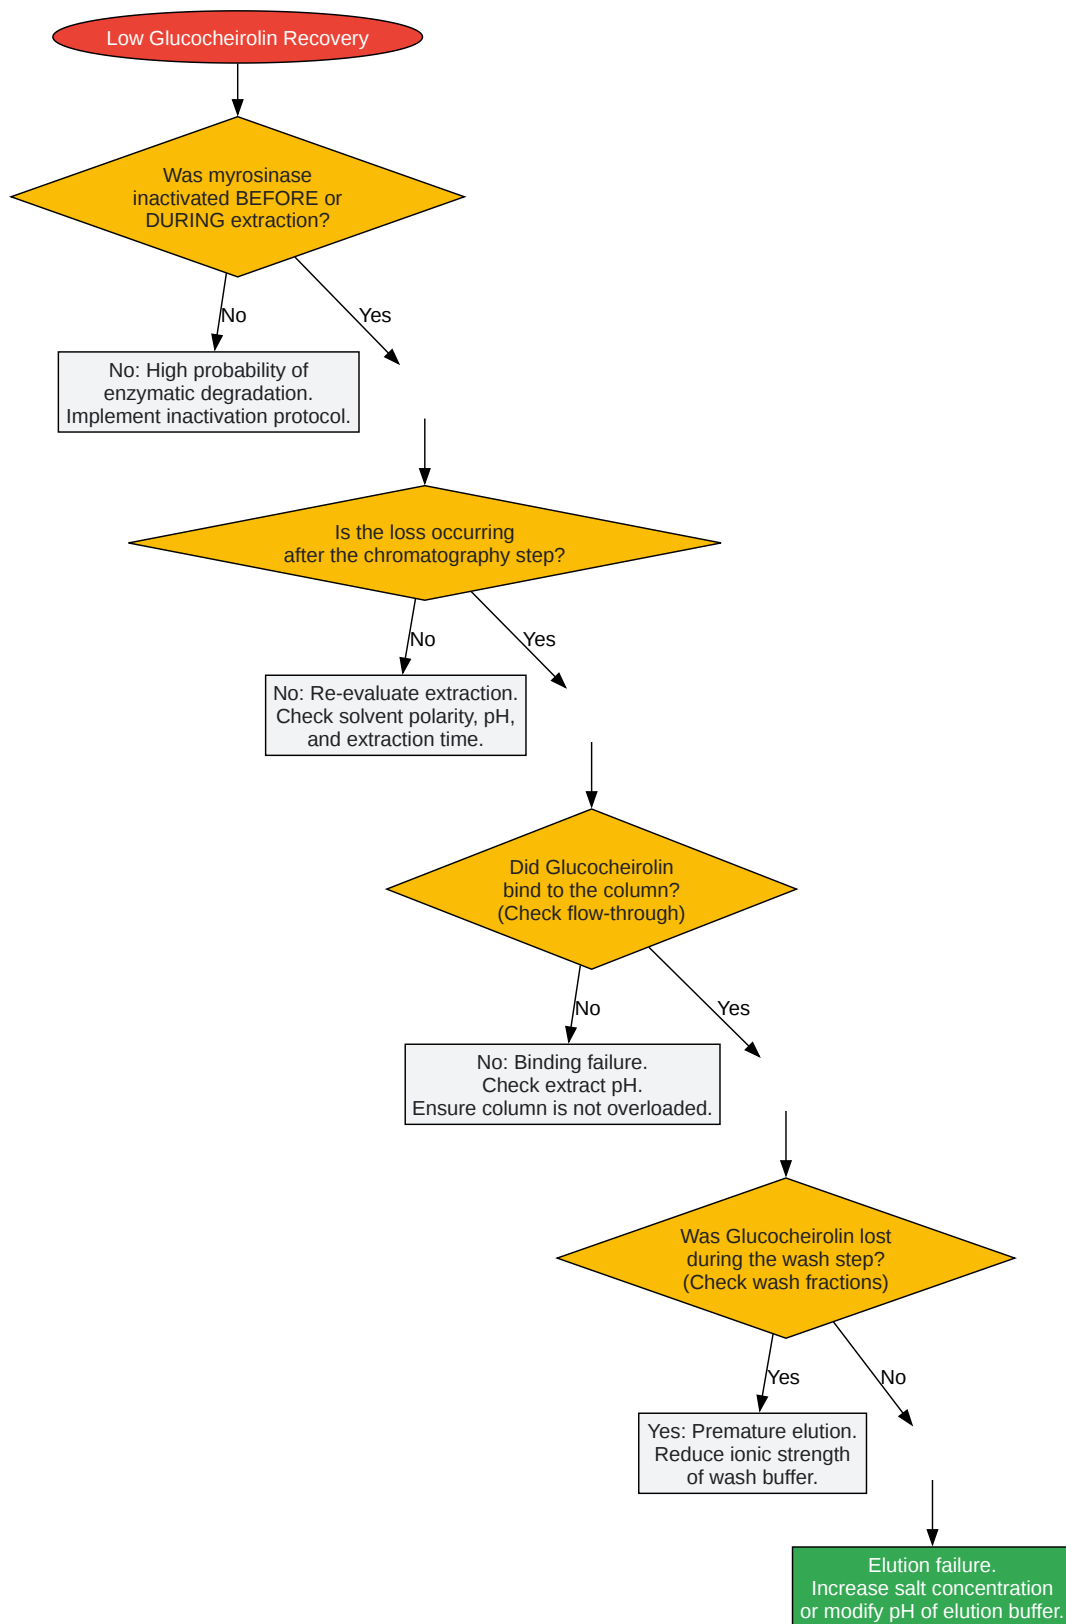 Low Glucocheirolin Recovery
Was myrosinase
inactivated BEFORE or
DURING extraction?
No
Yes
No: High probability of
enzymatic degradation.
Implement inactivation protocol.
Is the loss occurring
after the chromatography step?
No
Yes
No: Re-evaluate extraction.
Check solvent polarity, pH,
and extraction time.
Did Glucocheirolin
bind to the column?
(Check flow-through)
No
Yes
No: Binding failure.
Check extract pH.
Ensure column is not overloaded.
Was Glucocheirolin lost
during the wash step?
(Check wash fractions)
Yes
No
Yes: Premature elution.
Reduce ionic strength
of wash buffer.
Elution failure.
Increase salt concentration
or modify pH of elution buffer.